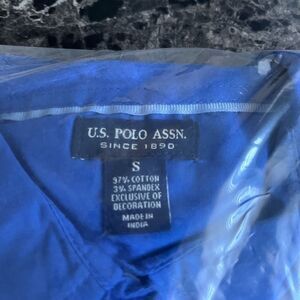 U.S. POLO ASSN.
SINCE 1890
S
97% COTTON
3% SPANDEX
EXCLUSIVE OF
DECORATION
MADE IN
INDIA